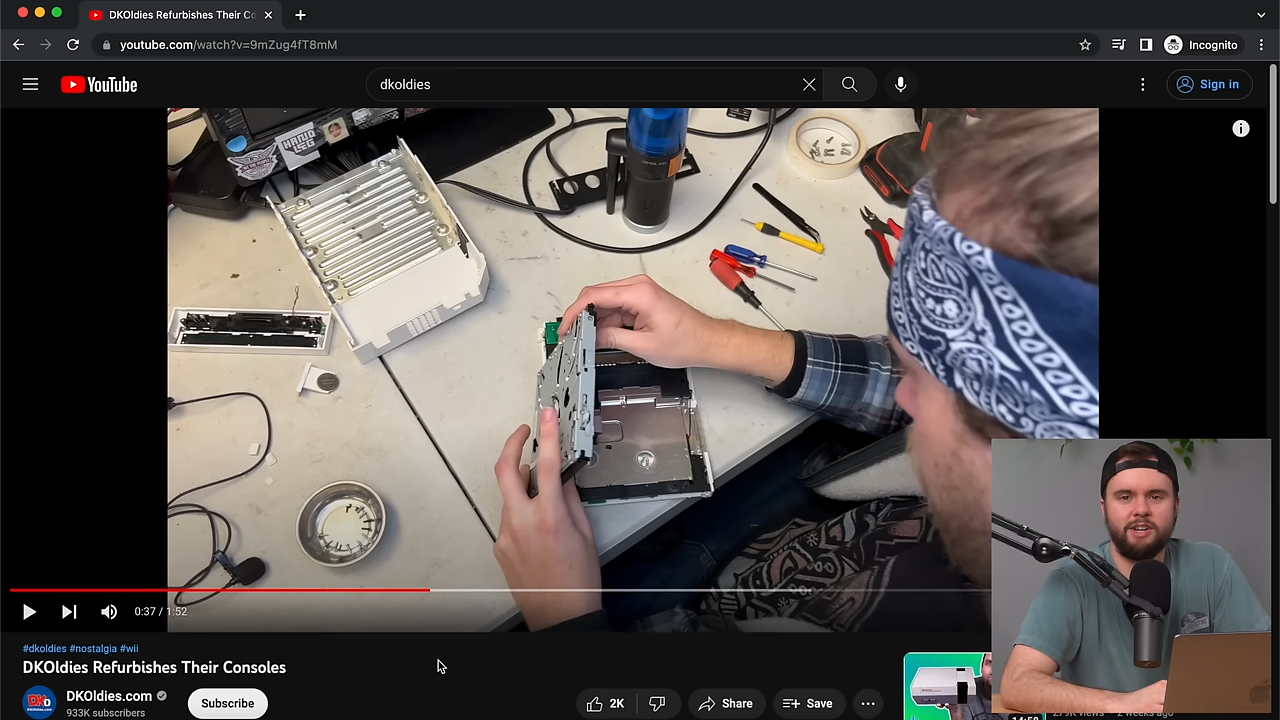 DKOldies Refurbishes Their Co
youtube.com/watch?v=9mZug4fT8mM
Incognito
YouTube
dkoldies
Sign in
0:37 / 1:52
#dkoldies #nostalgia #wii
DKOldies Refurbishes Their Consoles
DKOldies.com
933K subscribers
Subscribe
2K
Share
Save